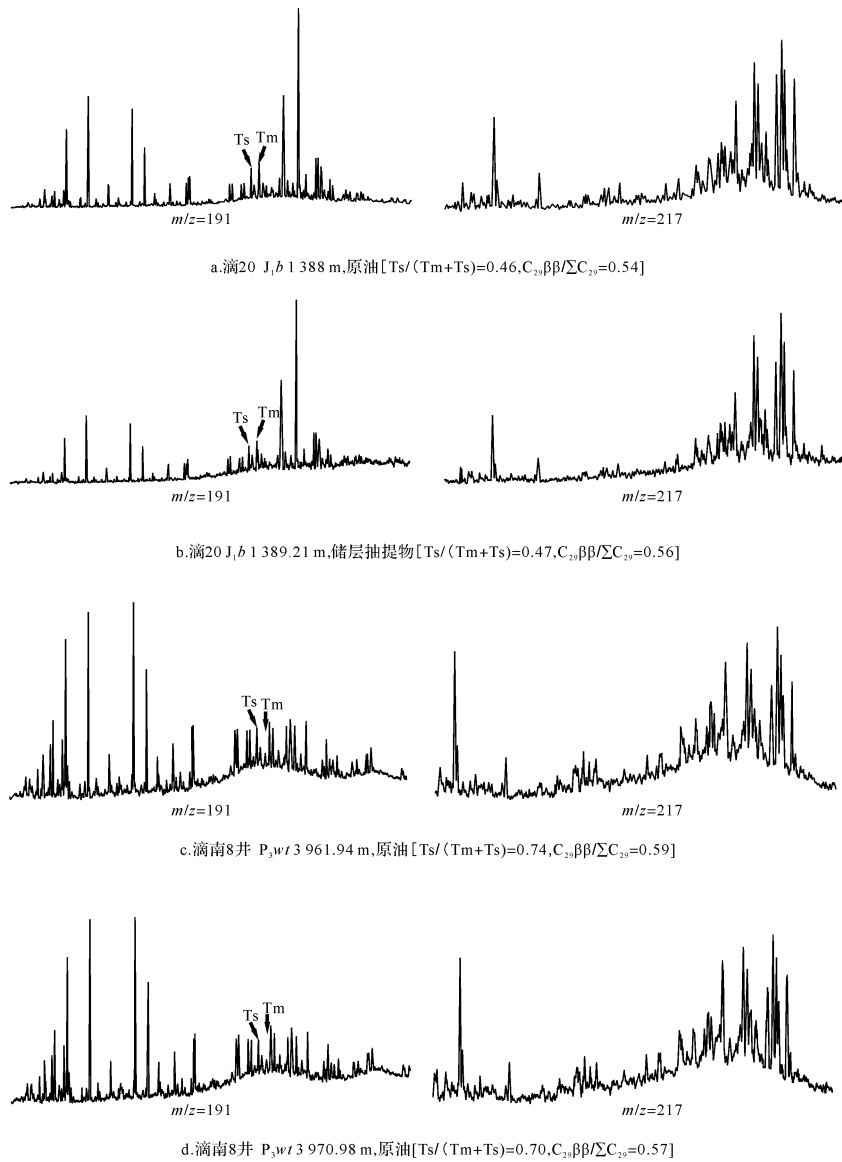 Ts Tm
m/z=191 m/z=217
a.滴20 J₁b 1 388 m,原油[Ts/(Tm+Ts)=0.46,C₂₉ββ/∑C₂₉=0.54]
Ts Tm
m/z=191 m/z=217
b.滴20 J₁b 1 389.21 m,储层抽提物[Ts/(Tm+Ts)=0.47,C₂₉ββ/∑C₂₉=0.56]
Ts Tm
m/z=191 m/z=217
c.滴南8井 P₃wt 3 961.94 m,原油[Ts/(Tm+Ts)=0.74,C₂₉ββ/∑C₂₉=0.59]
Ts Tm
m/z=191 m/z=217
d.滴南8井 P₃wt 3 970.98 m,原油[Ts/(Tm+Ts)=0.70,C₂₉ββ/∑C₂₉=0.57]